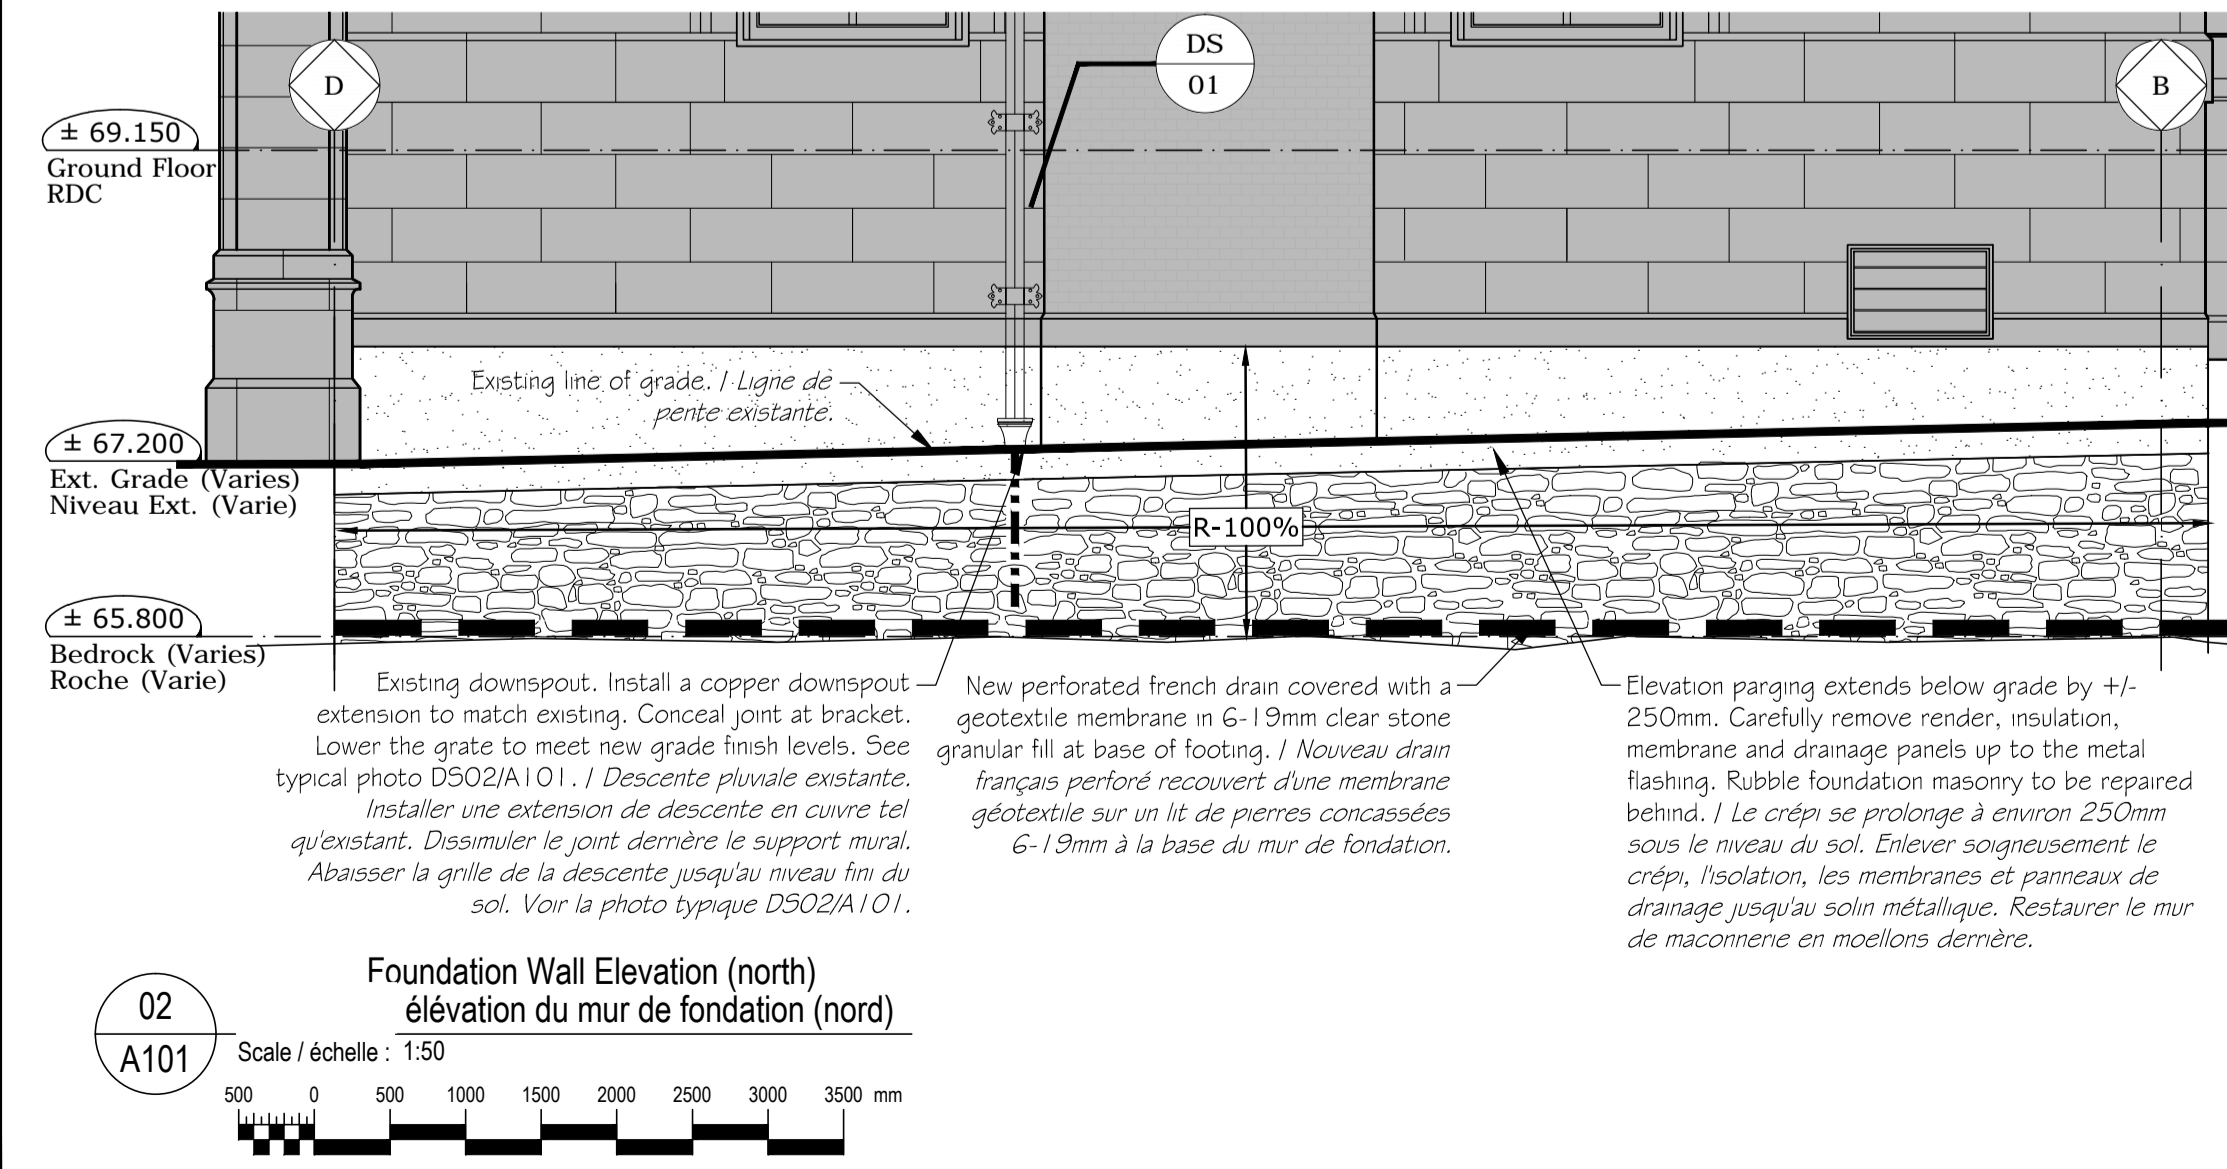 DS
01
D
B
± 69.150
Ground Floor
RDC
Existing line of grade. / Ligne de
pente existante.
± 67.200
Ext. Grade (Varies)
Niveau Ext. (Varie)
R-100%
± 65.800
Bedrock (Varies)
Roche (Varie)
Existing downspout. Install a copper downspout
extension to match existing. Conceal joint at bracket.
Lower the grate to meet new grade finish levels. See
typical photo DS02/A101. / Descente pluviale existante.
Installer une extension de descente en cuivre tel
qu'existant. Dissimuler le joint derrière le support mural.
Abaisser la grille de la descente jusqu'au niveau fini du
sol. Voir la photo typique DS02/A101.
New perforated french drain covered with a
geotextile membrane in 6-19mm clear stone
granular fill at base of footing. / Nouveau drain
français perforé recouvert d'une membrane
géotextile sur un lit de pierres concassées
6-19mm à la base du mur de fondation.
Elevation parging extends below grade by +/-
250mm. Carefully remove render, insulation,
membrane and drainage panels up to the metal
flashing. Rubble foundation masonry to be repaired
behind. / Le crépi se prolonge à environ 250mm
sous le niveau du sol. Enlever soigneusement le
crépi, l'isolation, les membranes et panneaux de
drainage jusqu'au solin métallique. Restaurer le mur
de maconnerie en moellons derrière.
02
A101
Foundation Wall Elevation (north)
élévation du mur de fondation (nord)
Scale / échelle : 1:50
500 0 500 1000 1500 2000 2500 3000 3500 mm